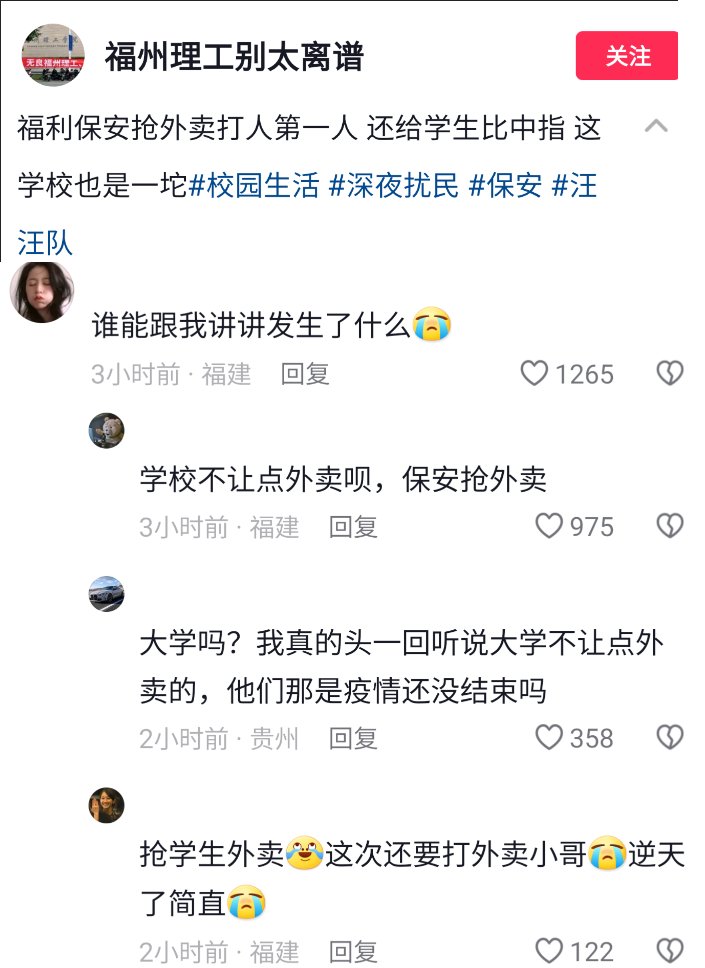 无良福州理工
福州理工别太离谱
关注
福利保安抢外卖打人第一人 还给学生比中指 这
学校也是一坨#校园生活 #深夜扰民 #保安 #汪
汪队
谁能跟我讲讲发生了什么😭
3小时前 · 福建 回复 1265
学校不让点外卖呗，保安抢外卖
3小时前 · 福建 回复 975
大学吗？我真的头一回听说大学不让点外
卖的，他们那是疫情还没结束吗
2小时前 · 贵州 回复 358
抢学生外卖😂这次还要打外卖小哥😭逆天
了简直😭
2小时前 · 福建 回复 122